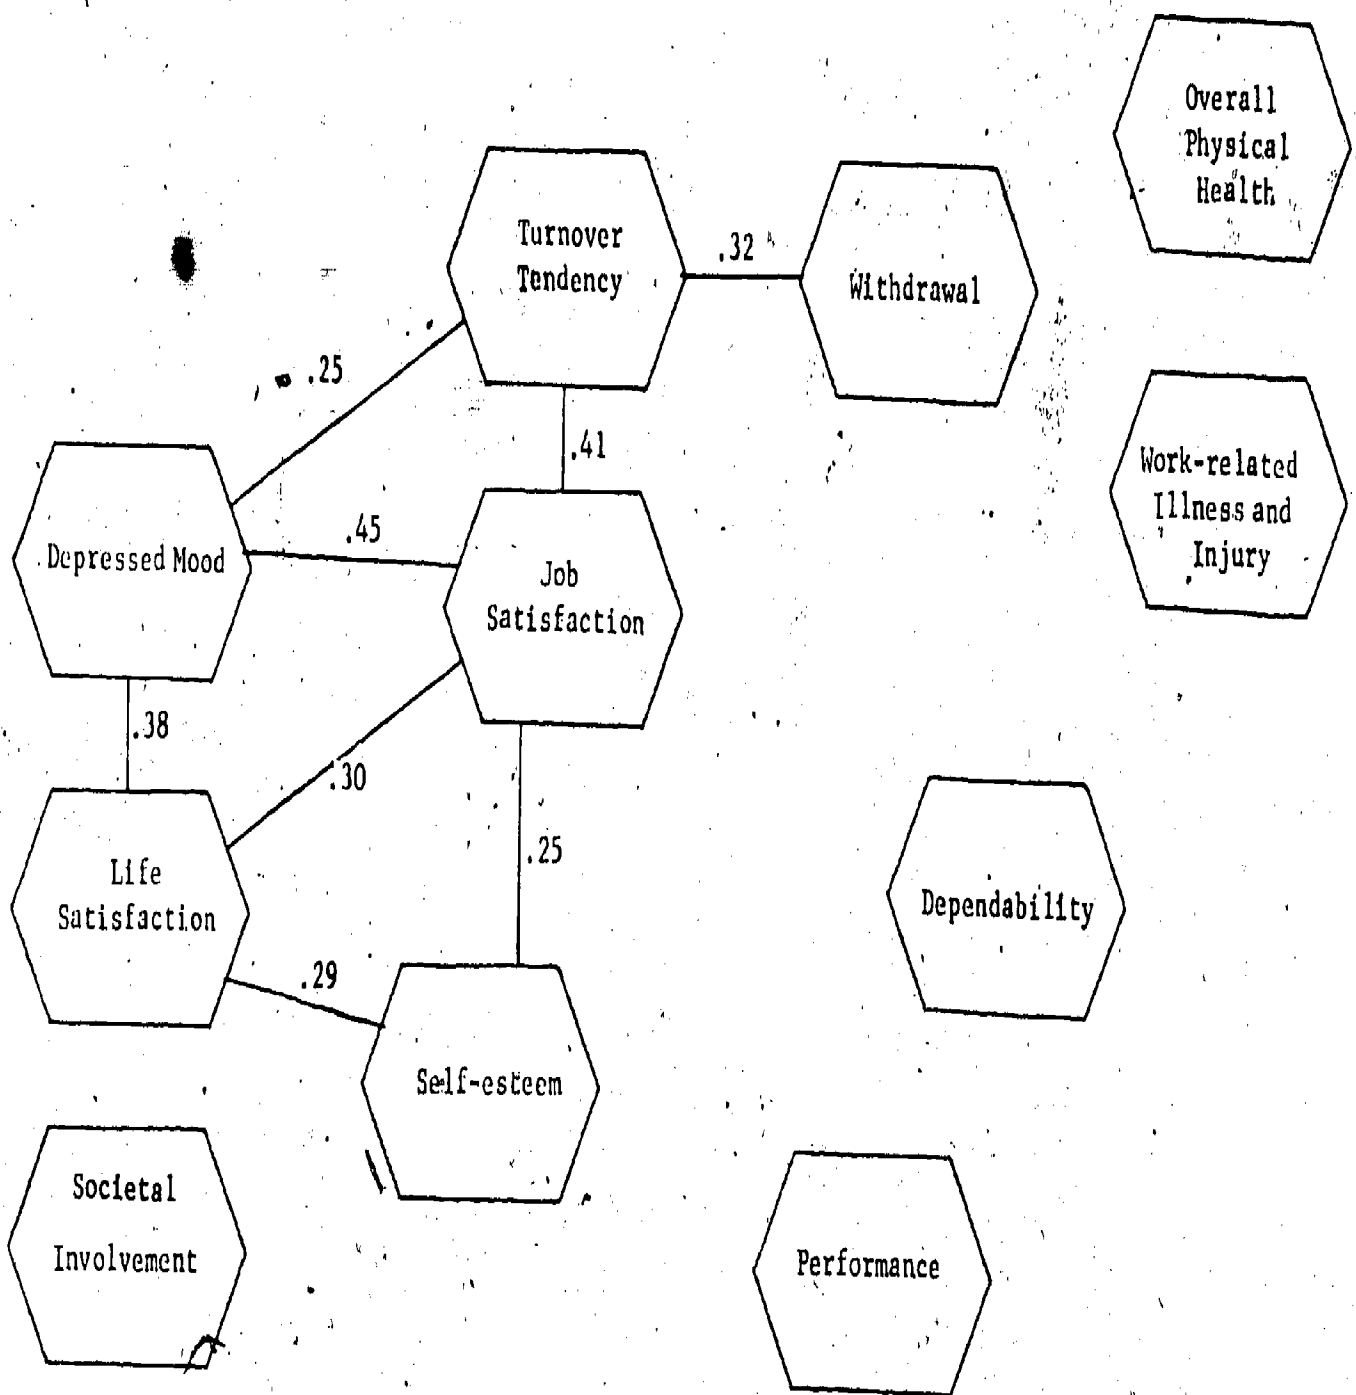 Overall
Physical
Health
Turnover
Tendency
.32
Withdrawal
.25
.41
Work-related
Illness and
Injury
Depressed Mood
.45
Job
Satisfaction
.38
.30
Life
Satisfaction
.25
Dependability
.29
Self-esteem
Societal
Involvement
Performance